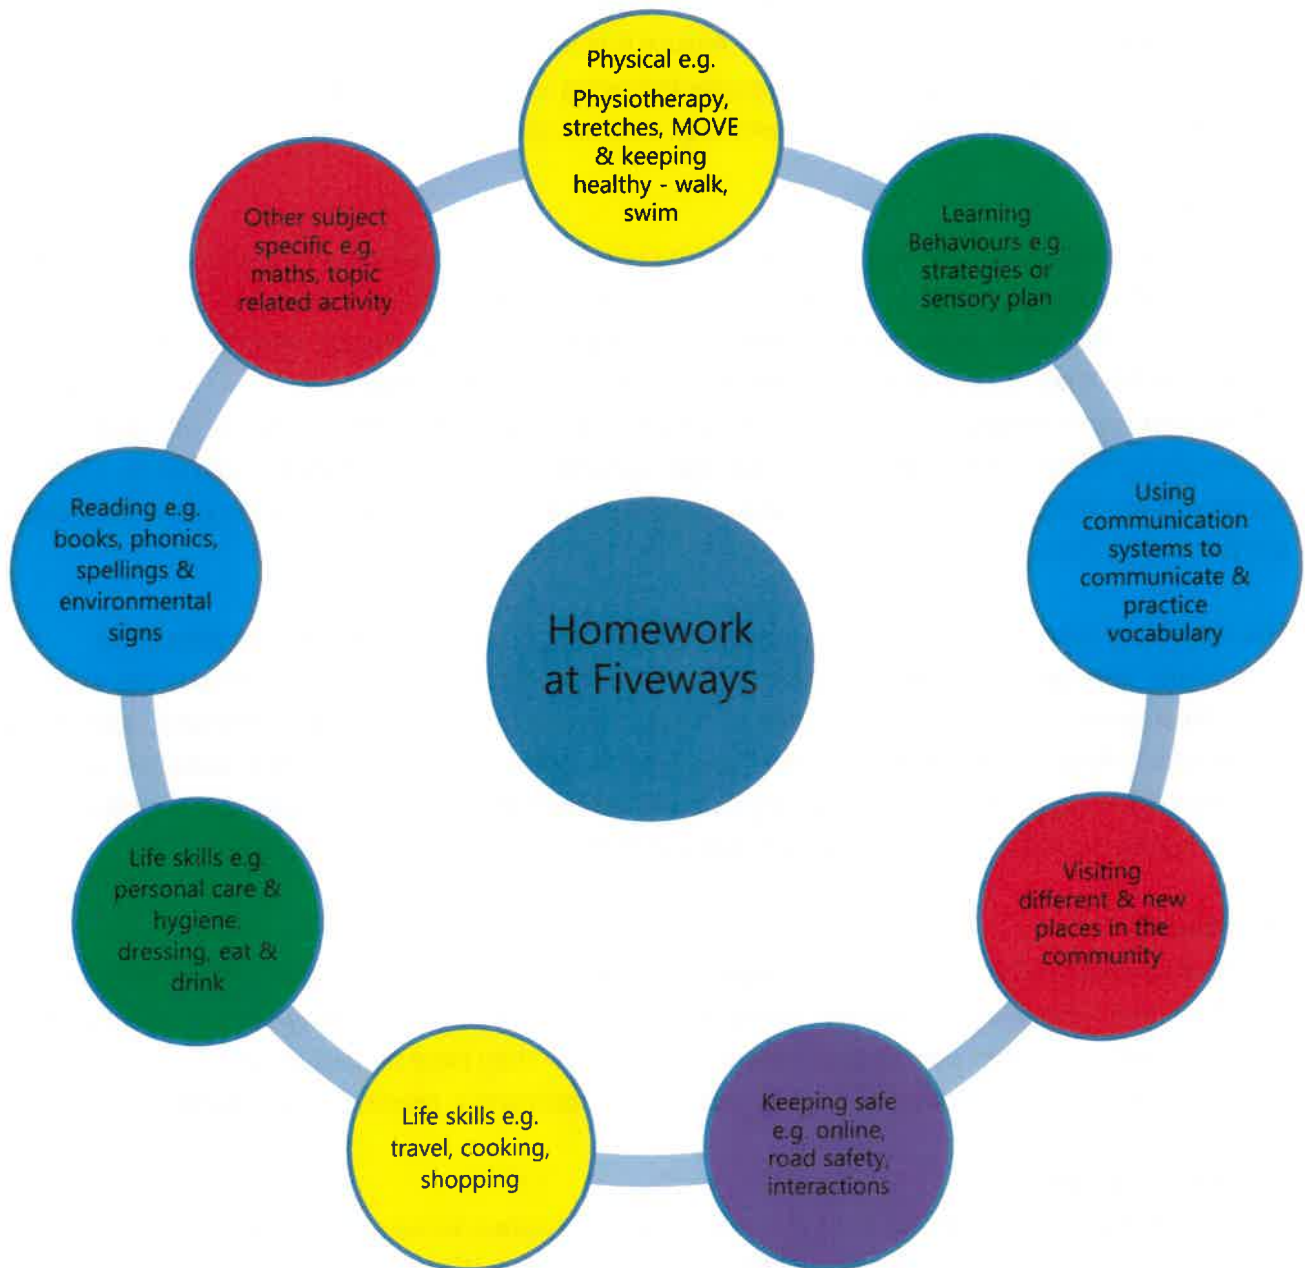 Physical e.g.
Physiotherapy,
stretches, MOVE
& keeping
healthy - walk,
swim
Learning
Behaviours e.g.
strategies or
sensory plan
Using
communication
systems to
communicate &
practice
vocabulary
Visiting
different & new
places in the
community
Keeping safe
e.g. online,
road safety,
interactions
Life skills e.g.
travel, cooking,
shopping
Life skills e.g.
personal care &
hygiene,
dressing, eat &
drink
Reading e.g.
books, phonics,
spellings &
environmental
signs
Other subject
specific e.g.
maths, topic
related activity
Homework
at Fiveways